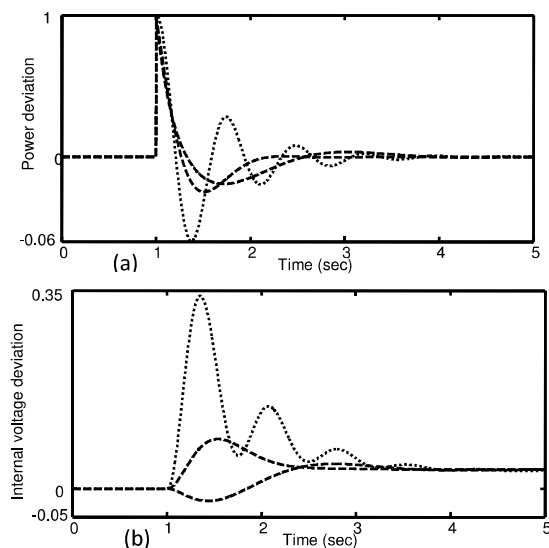 1
Power deviation
0
-0.06
0 1 2 3 4 5
(a) Time (sec)
0.35
Internal voltage deviation
0
-0.05
0 1 2 3 4 5
(b) Time (sec)